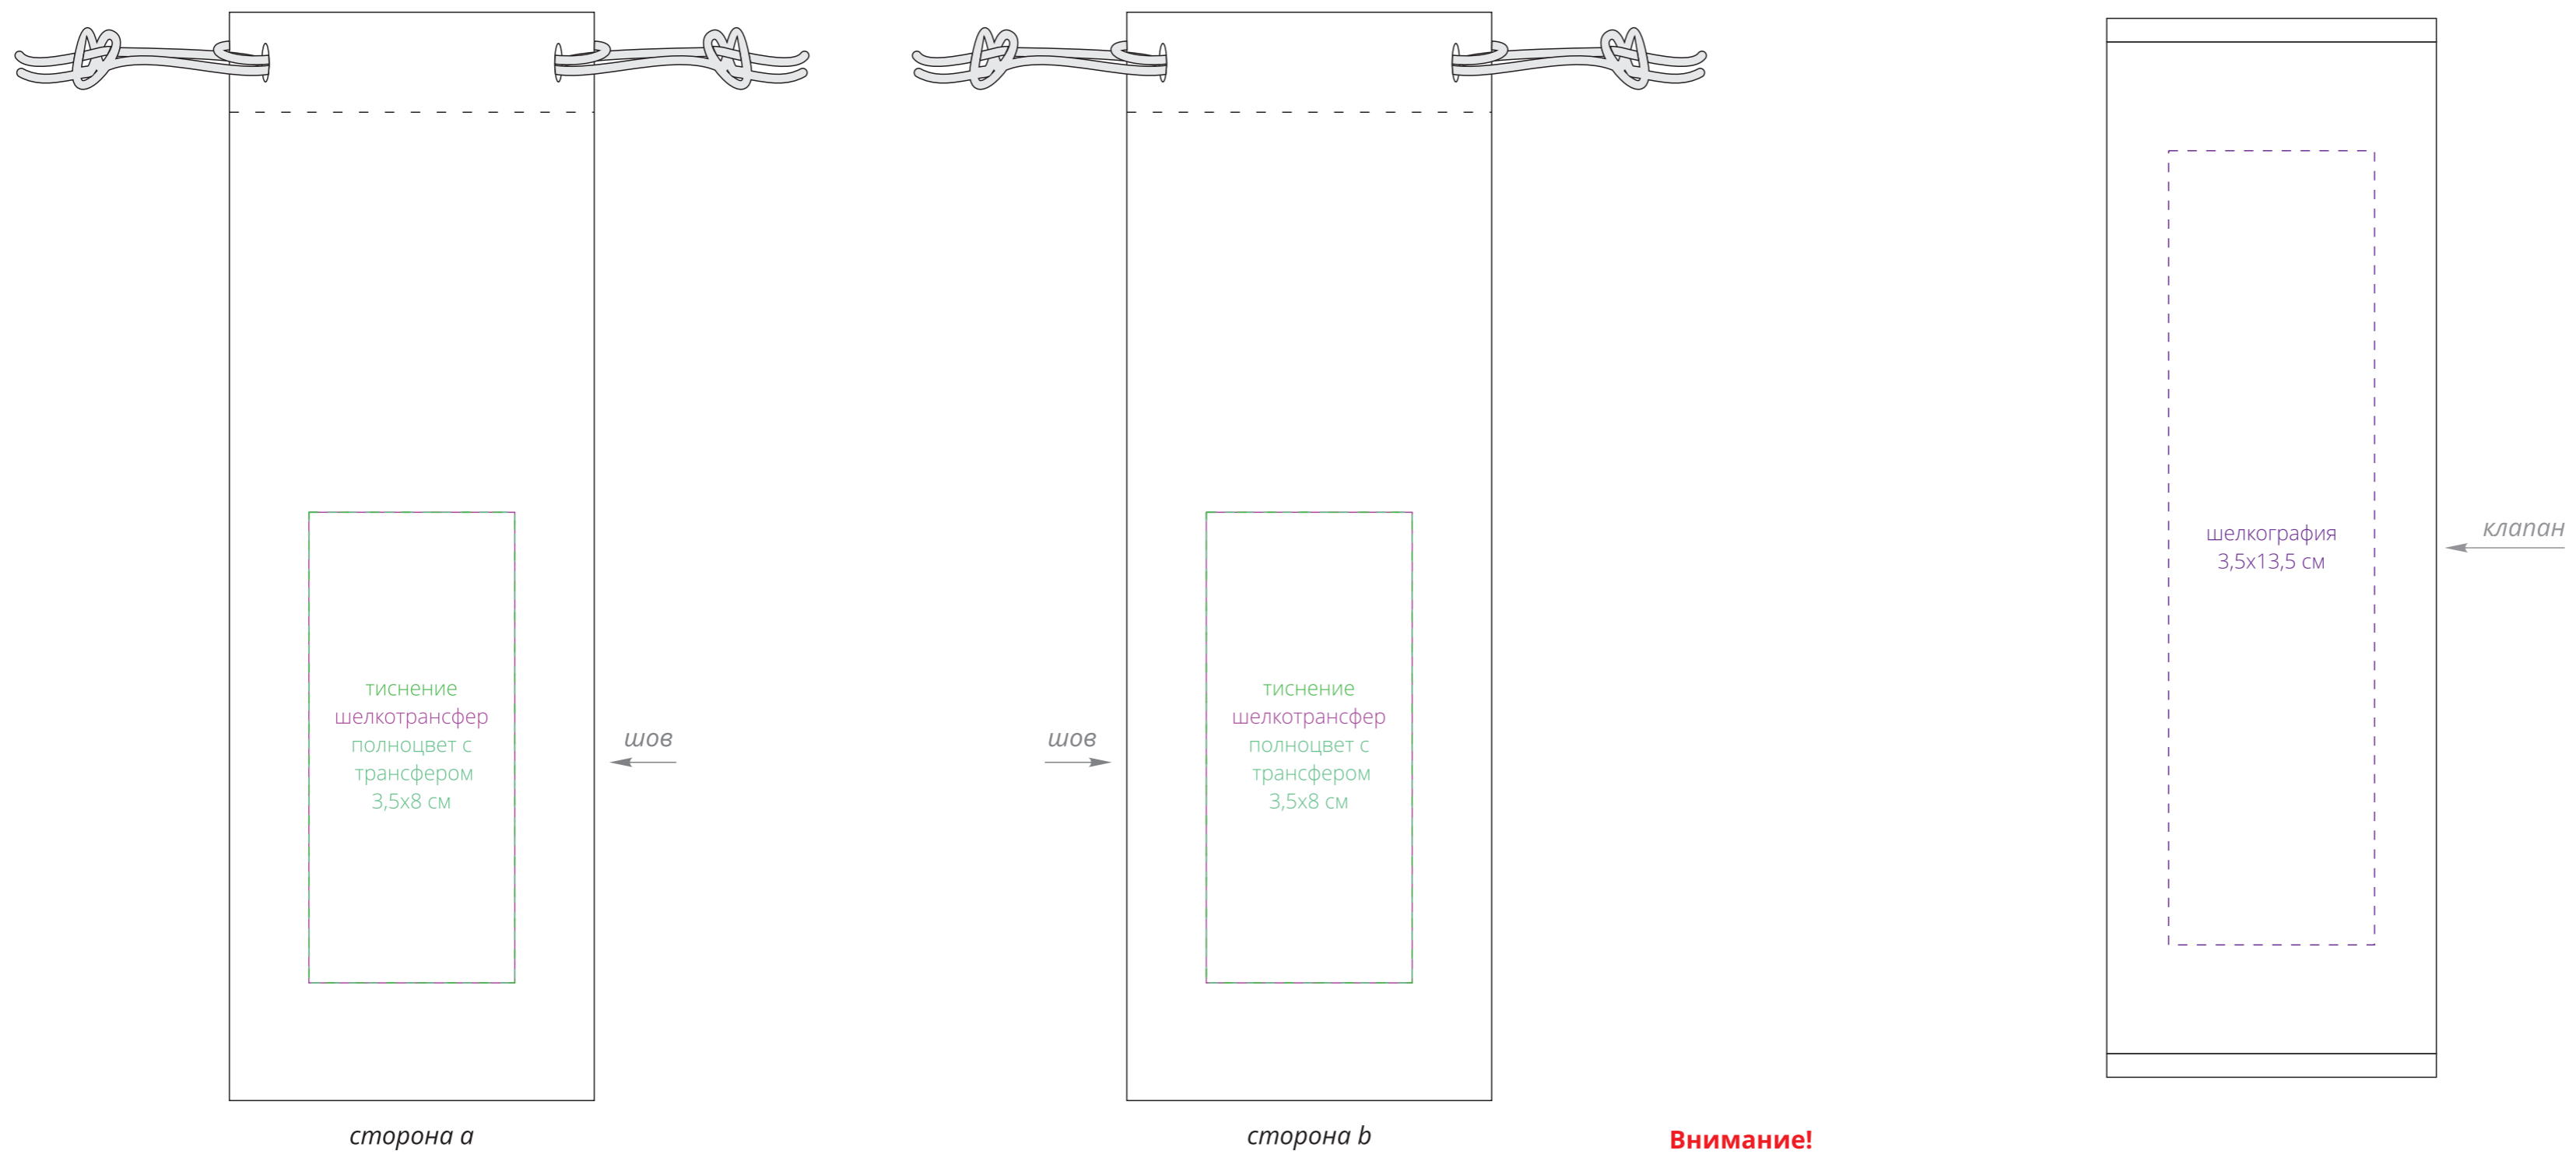 тиснение
шелкотрансфер
полноцвет с
трансфером
3,5х8 см
шов
сторона a
шов
тиснение
шелкотрансфер
полноцвет с
трансфером
3,5х8 см
сторона b
Внимание!
шелкография
3,5х13,5 см
клапан